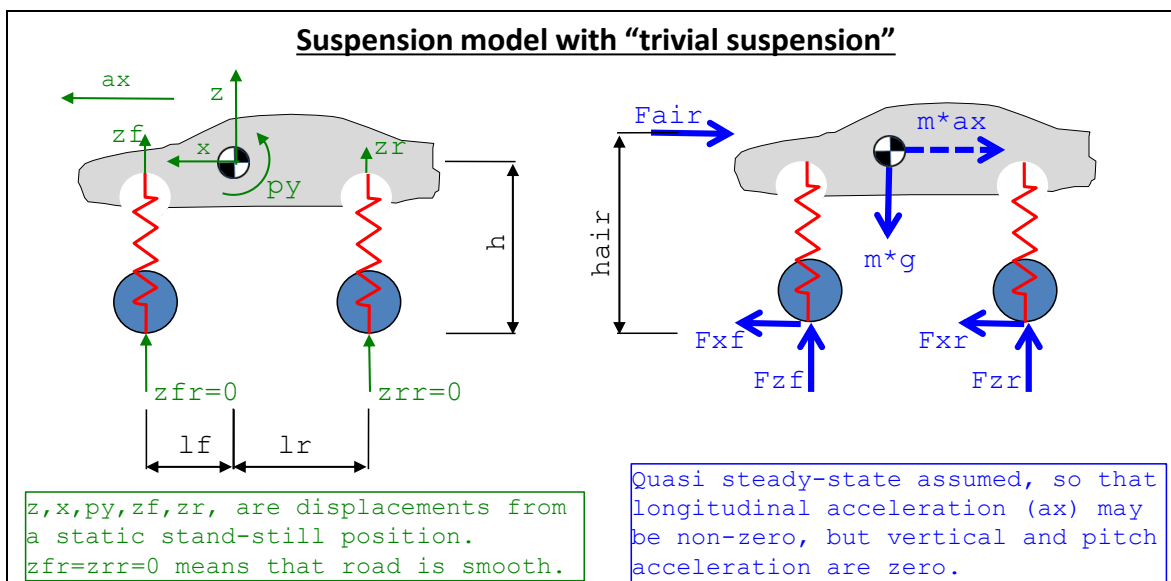 Suspension model with “trivial suspension”
ax
z
zf
x
zr
py
h
zfr=0
zrr=0
lf
lr
z,x,py,zf,zr, are displacements from
a static stand-still position.
zfr=zrr=0 means that road is smooth.
Fair
m*ax
hair
m*g
Fxf
Fxr
Fzf
Fzr
Quasi steady-state assumed, so that
longitudinal acceleration (ax) may
be non-zero, but vertical and pitch
acceleration are zero.